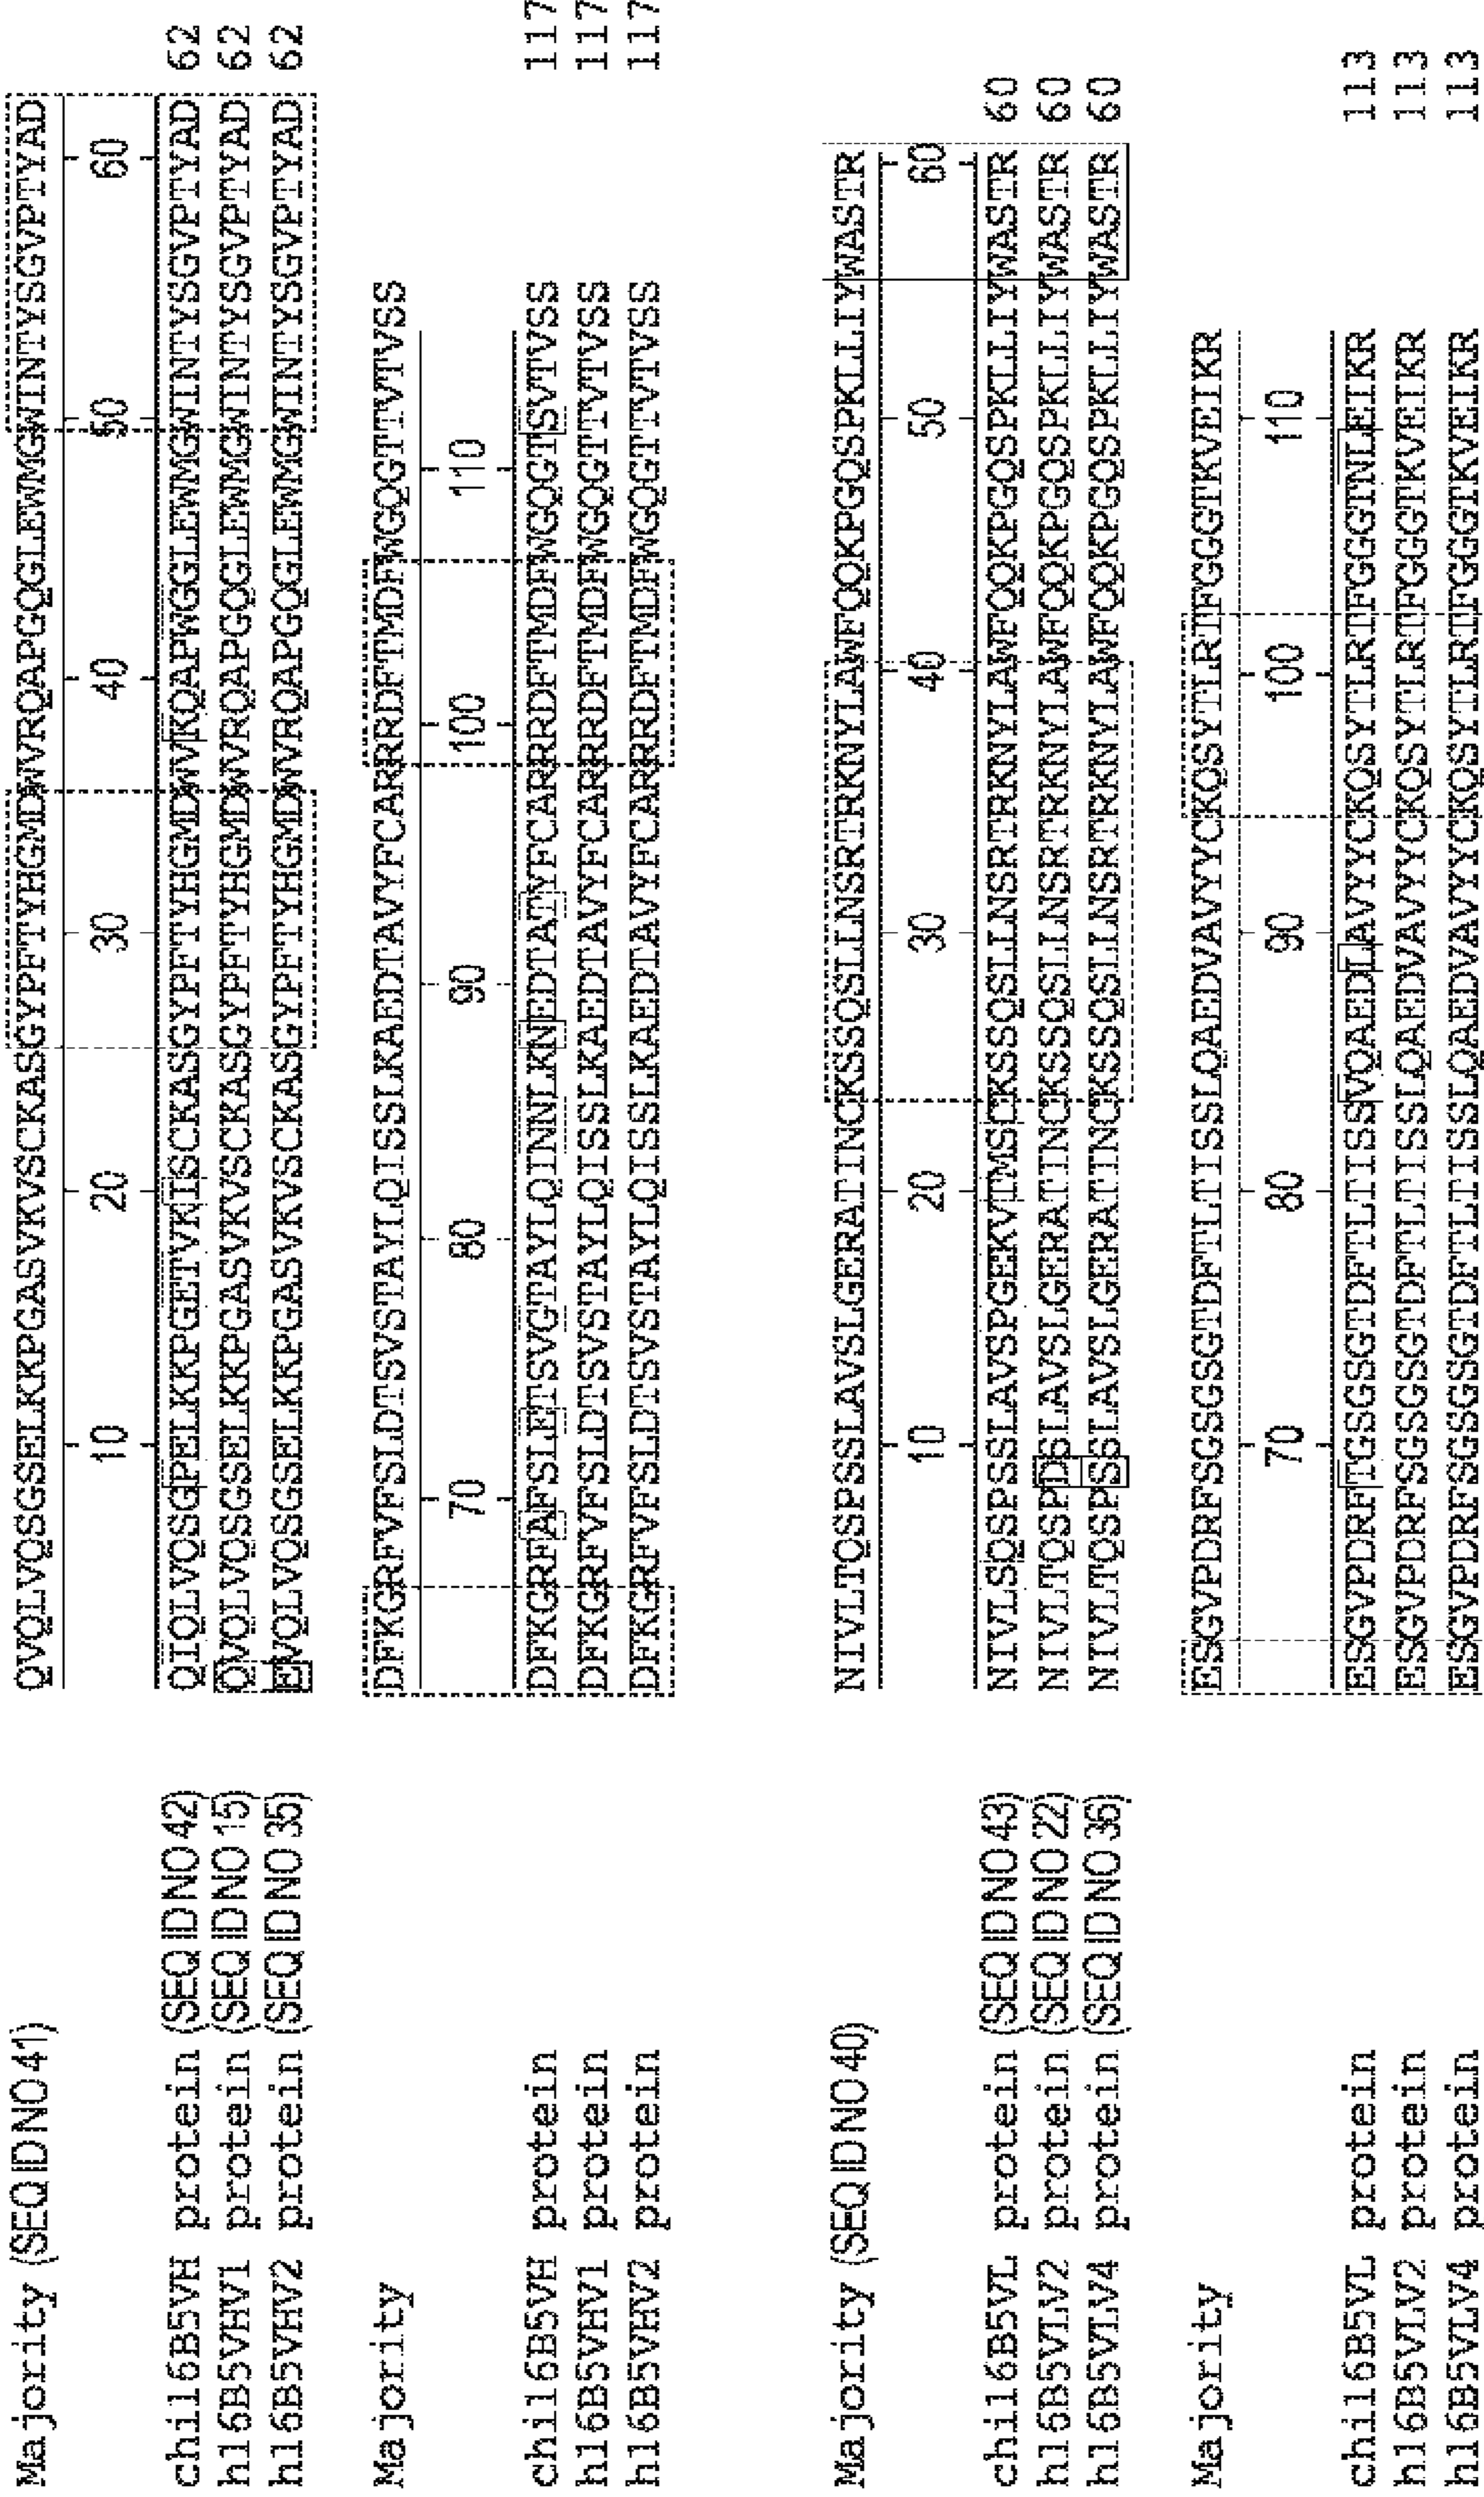 Majority (SEQ ID NO 41) QVQLVQSGSELKKPGASVKVSCKASGYPFTYHGMDWVRQAPGQGLEWMGWINTYSGVPTYAD
10 20 30 40 50 60
chi16B5VH protein (SEQ ID NO 42) QIQLVQSGPELKKPGETVKISCKASGYPFTYHGMDWVKQAPWGGLEWMGWINTYSGVPTYAD 62
h16B5VHV1 protein (SEQ ID NO 15) QVQLVQSGSELKKPGASVKVSCKASGYPFTYHGMDWVRQAPGQGLEWMGWINTYSGVPTYAD 62
h16B5VHV2 protein (SEQ ID NO 35) EVQLVQSGSELKKPGASVKVSCKASGYPFTYHGMDWVRQAPGQGLEWMGWINTYSGVPTYAD 62
Majority DFKGRFVFSLDTSVSTAYLQISSLKAEDTAVYFCARRRDFTMDFWGQGTTVTVSS
70 80 90 100 110
chi16B5VH protein DFKGRFAFSLETSVGTAYLQINNLKNEDTATYFCARRRDFTMDFWGQGTSVTVSS 117
h16B5VHV1 protein DFKGRFVFSLDTSVSTAYLQISSLKAEDTAVYFCARRRDFTMDFWGQGTTVTVSS 117
h16B5VHV2 protein DFKGRFVFSLDTSVSTAYLQISSLKAEDTAVYFCARRRDFTMDFWGQGTTVTVSS 117
Majority (SEQ ID NO 40) NIVLTQSPSSLAVSLGERATINCKSSQSLLNSRTRKNYLAWFQQKPGQSPKLLIYWASTR
10 20 30 40 50 60
chi16B5VL protein (SEQ ID NO 43) NIVLSQSPSSLAVSPGEKVTMSCKSSQSLLNSRTRKNYLAWFQQKPGQSPKLLIYWASTR 60
h16B5VLV2 protein (SEQ ID NO 22) NIVLTQSPDSLAVSLGERATINCKSSQSLLNSRTRKNYLAWFQQKPGQSPKLLIYWASTR 60
h16B5VLV4 protein (SEQ ID NO 36) NIVLTQSPSSLAVSLGERATINCKSSQSLLNSRTRKNYLAWFQQKPGQSPKLLIYWASTR 60
Majority ESGVPDRFSGSGSGTDFTLTISSLQAEDVAVYYCKQSYTLRTFGGGTKVEIKR
70 80 90 100 110
chi16B5VL protein ESGVPDRFTGSGSGTDFTLTISSVQAEDLAVYYCKQSYTLRTFGGGTNLEIKR 113
h16B5VLV2 protein ESGVPDRFSGSGSGTDFTLTISSLQAEDVAVYYCKQSYTLRTFGGGTKVEIKR 113
h16B5VLV4 protein ESGVPDRFSGSGSGTDFTLTISSLQAEDVAVYYCKQSYTLRTFGGGTKVEIKR 113